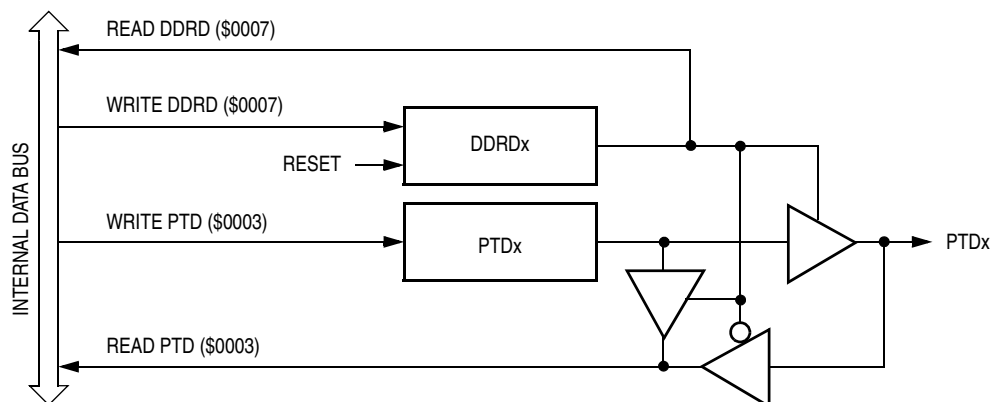 READ DDRD ($0007)
WRITE DDRD ($0007)
DDRDx
RESET
INTERNAL DATA BUS
WRITE PTD ($0003)
PTDx
PTDx
READ PTD ($0003)